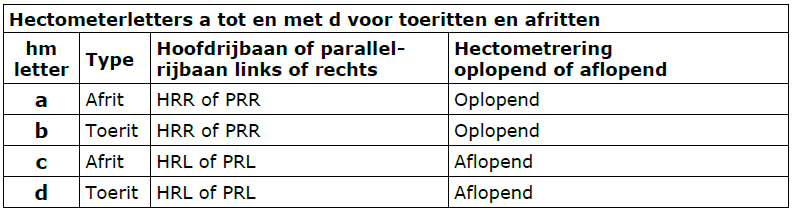 Hectometerletters a tot en met d voor toeritten en afritten
hm letter Type Hoofdrijbaan of parallel-rijbaan links of rechts Hectometrering oplopend of aflopend
a Afrit HRR of PRR Oplopend
b Toerit HRR of PRR Oplopend
c Afrit HRL of PRL Aflopend
d Toerit HRL of PRL Aflopend